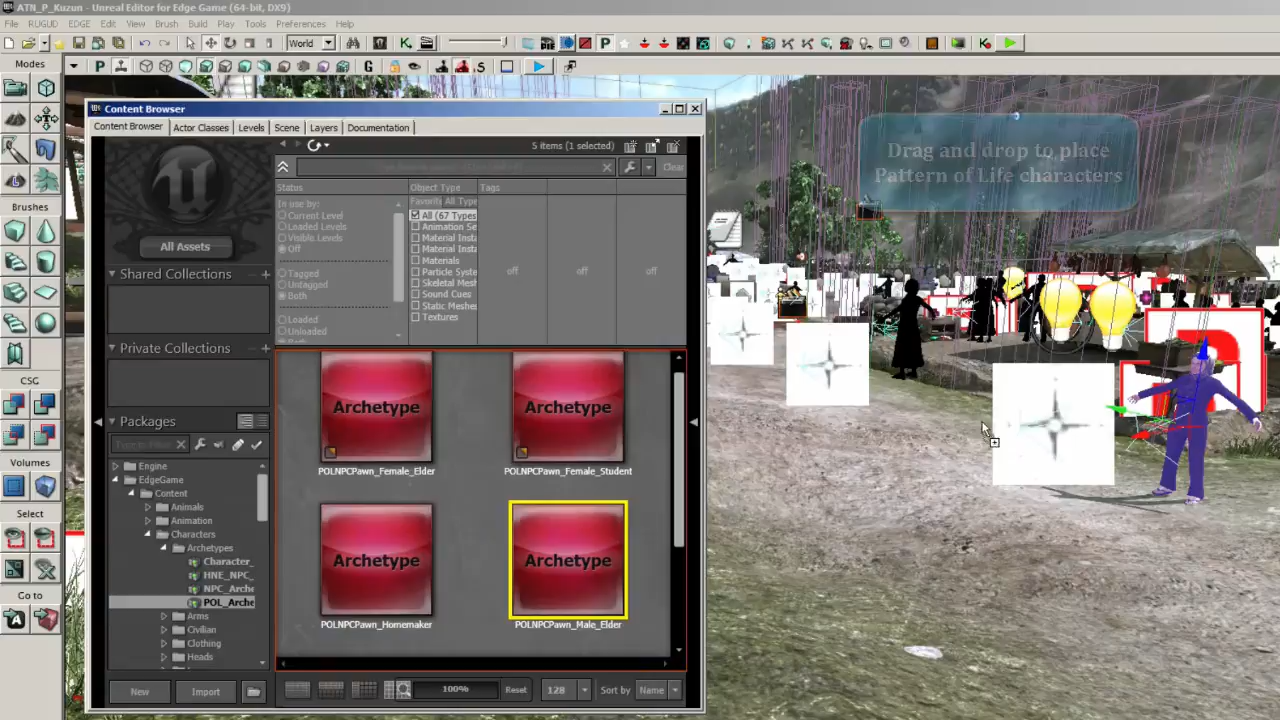 ATN_P_Kuzun - Unreal Editor for Edge Game (64-bit, DX9)
File RUGUD EDGE Edit View Brush Build Play Tools Preferences Help
World
Modes
P G S
Content Browser
Content Browser Actor Classes Levels Scene Layers Documentation
5 items (1 selected)
Clear
All Assets
Shared Collections
Private Collections
Packages
Engine
EdgeGame
Content
Animals
Animation
Characters
Archetypes
Character_
HNE_NPC_
NPC_Arche
POL_Arche
Arms
Civilian
Clothing
Heads
New Import
Status
In use by:
Current Level
Loaded Levels
Visible Levels
Off
Tagged
Untagged
Both
Loaded
Unloaded
Object Type
All Type
All (67 Types
Animation Se
Material Insta
Material Insta
Materials
Particle Syste
Skeletal Mesh
Sound Cues
Static Meshes
Textures
Tags
off off off
Archetype
POLNPCPawn_Female_Elder
Archetype
POLNPCPawn_Female_Student
Archetype
POLNPCPawn_Homemaker
Archetype
POLNPCPawn_Male_Elder
100% Reset 128 Sort by Name
Brushes
CSG
Volumes
Select
Go to
Drag and drop to place
Pattern of Life characters